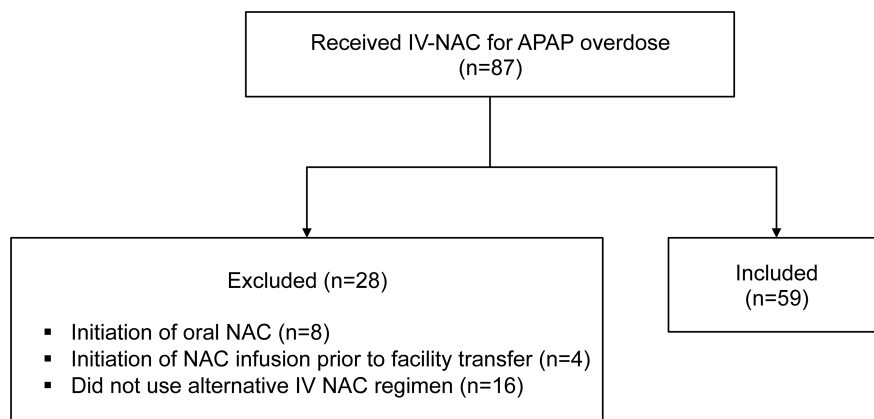 Received IV-NAC for APAP overdose
(n=87)
Excluded (n=28)
▪ Initiation of oral NAC (n=8)
▪ Initiation of NAC infusion prior to facility transfer (n=4)
▪ Did not use alternative IV NAC regimen (n=16)
Included
(n=59)